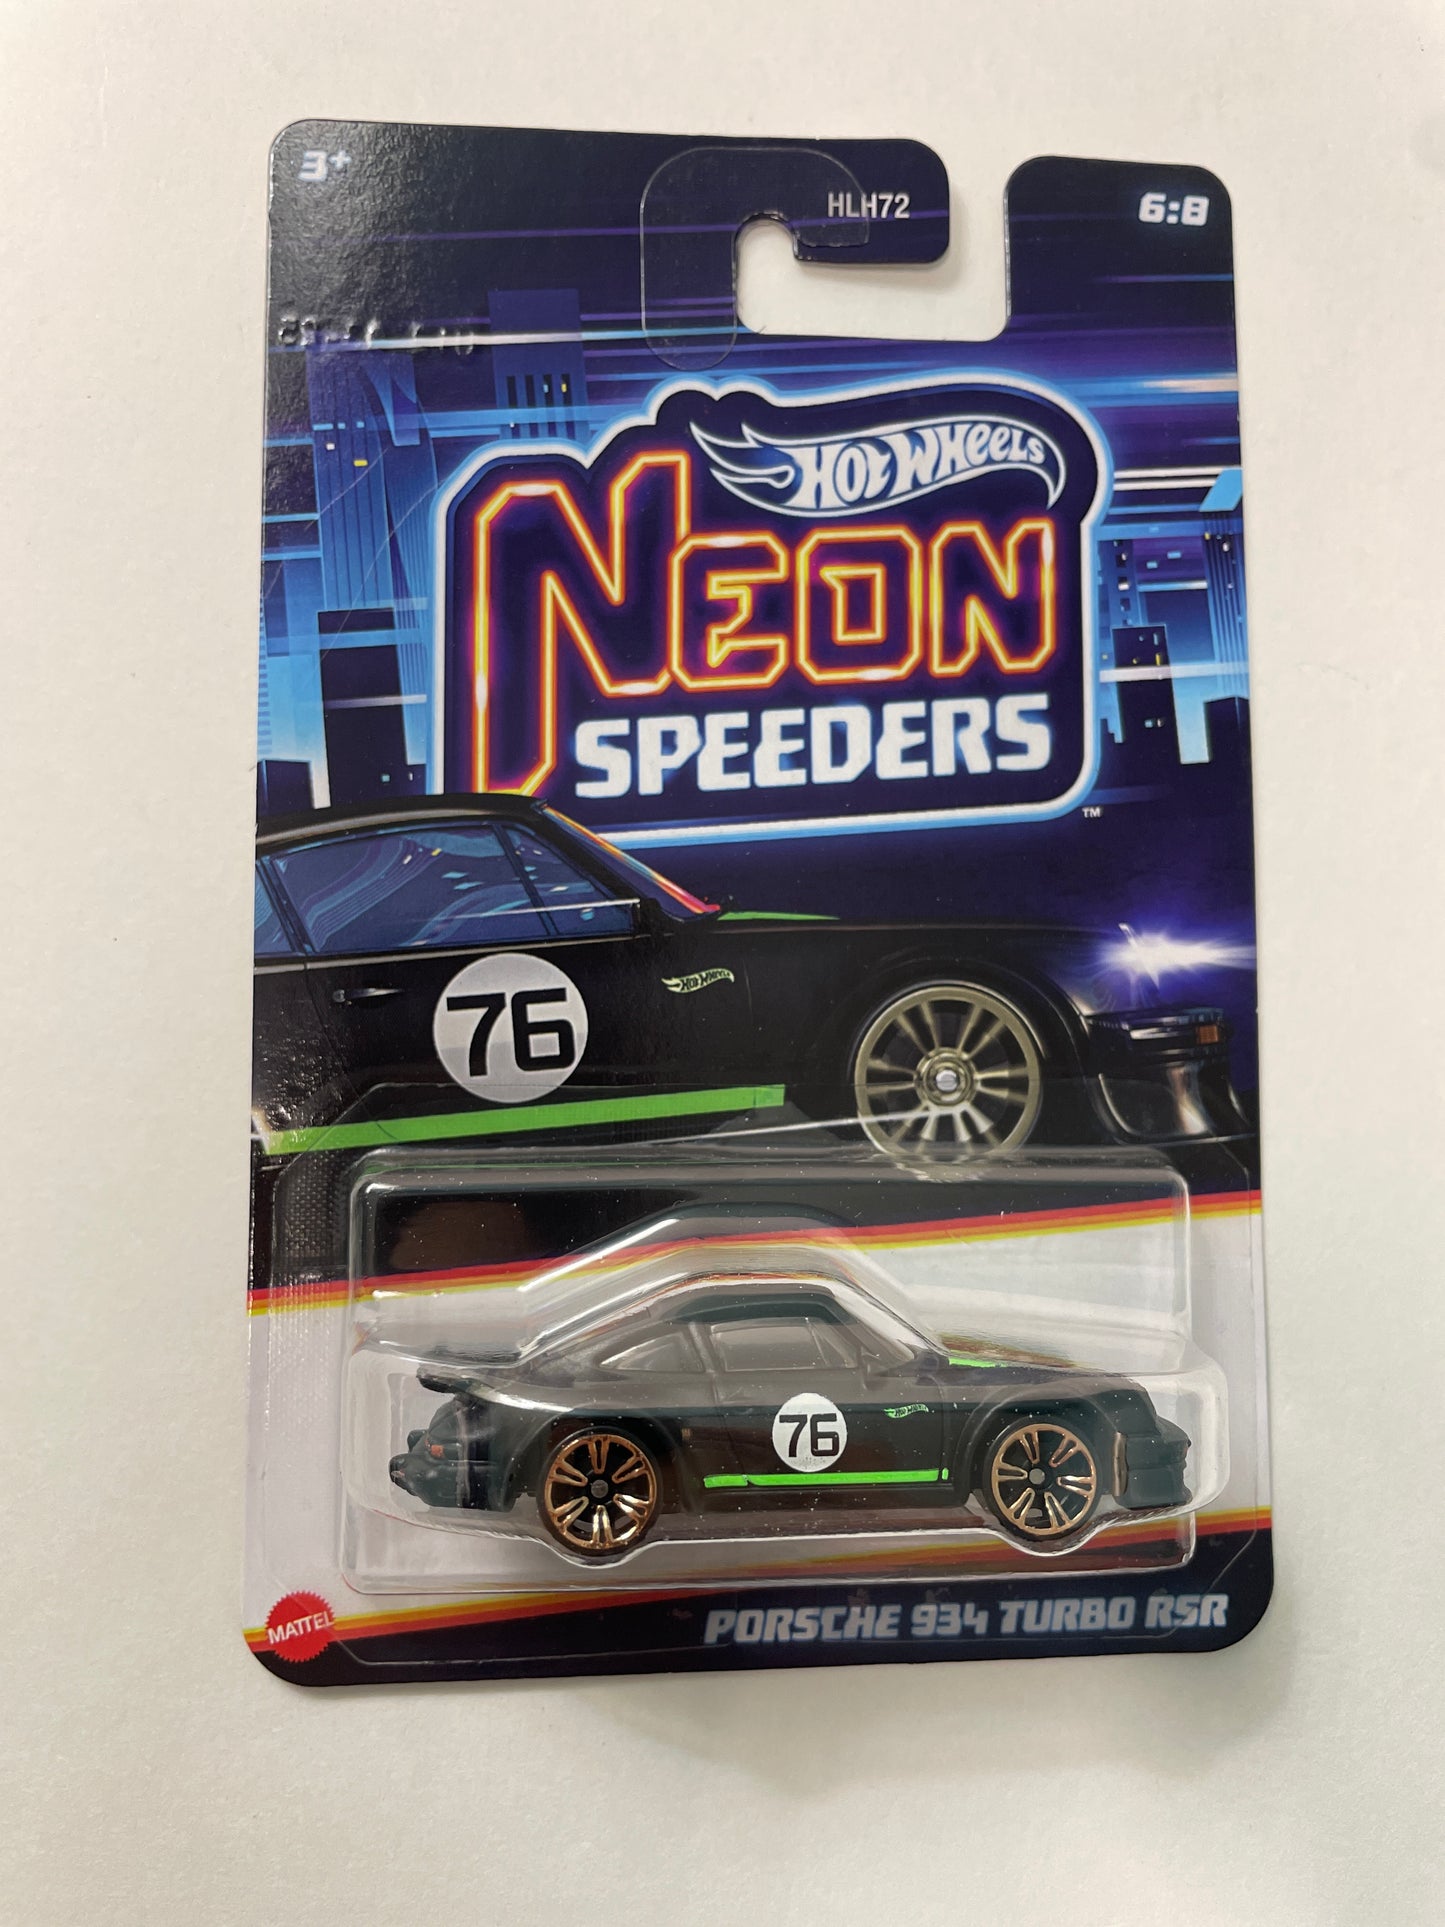 3+
HLH72
6:8
Hot Wheels
NEON
SPEEDERS
TM
76
Hot Wheels
76
Hot Wheels
MATTEL
PORSCHE 934 TURBO RSR